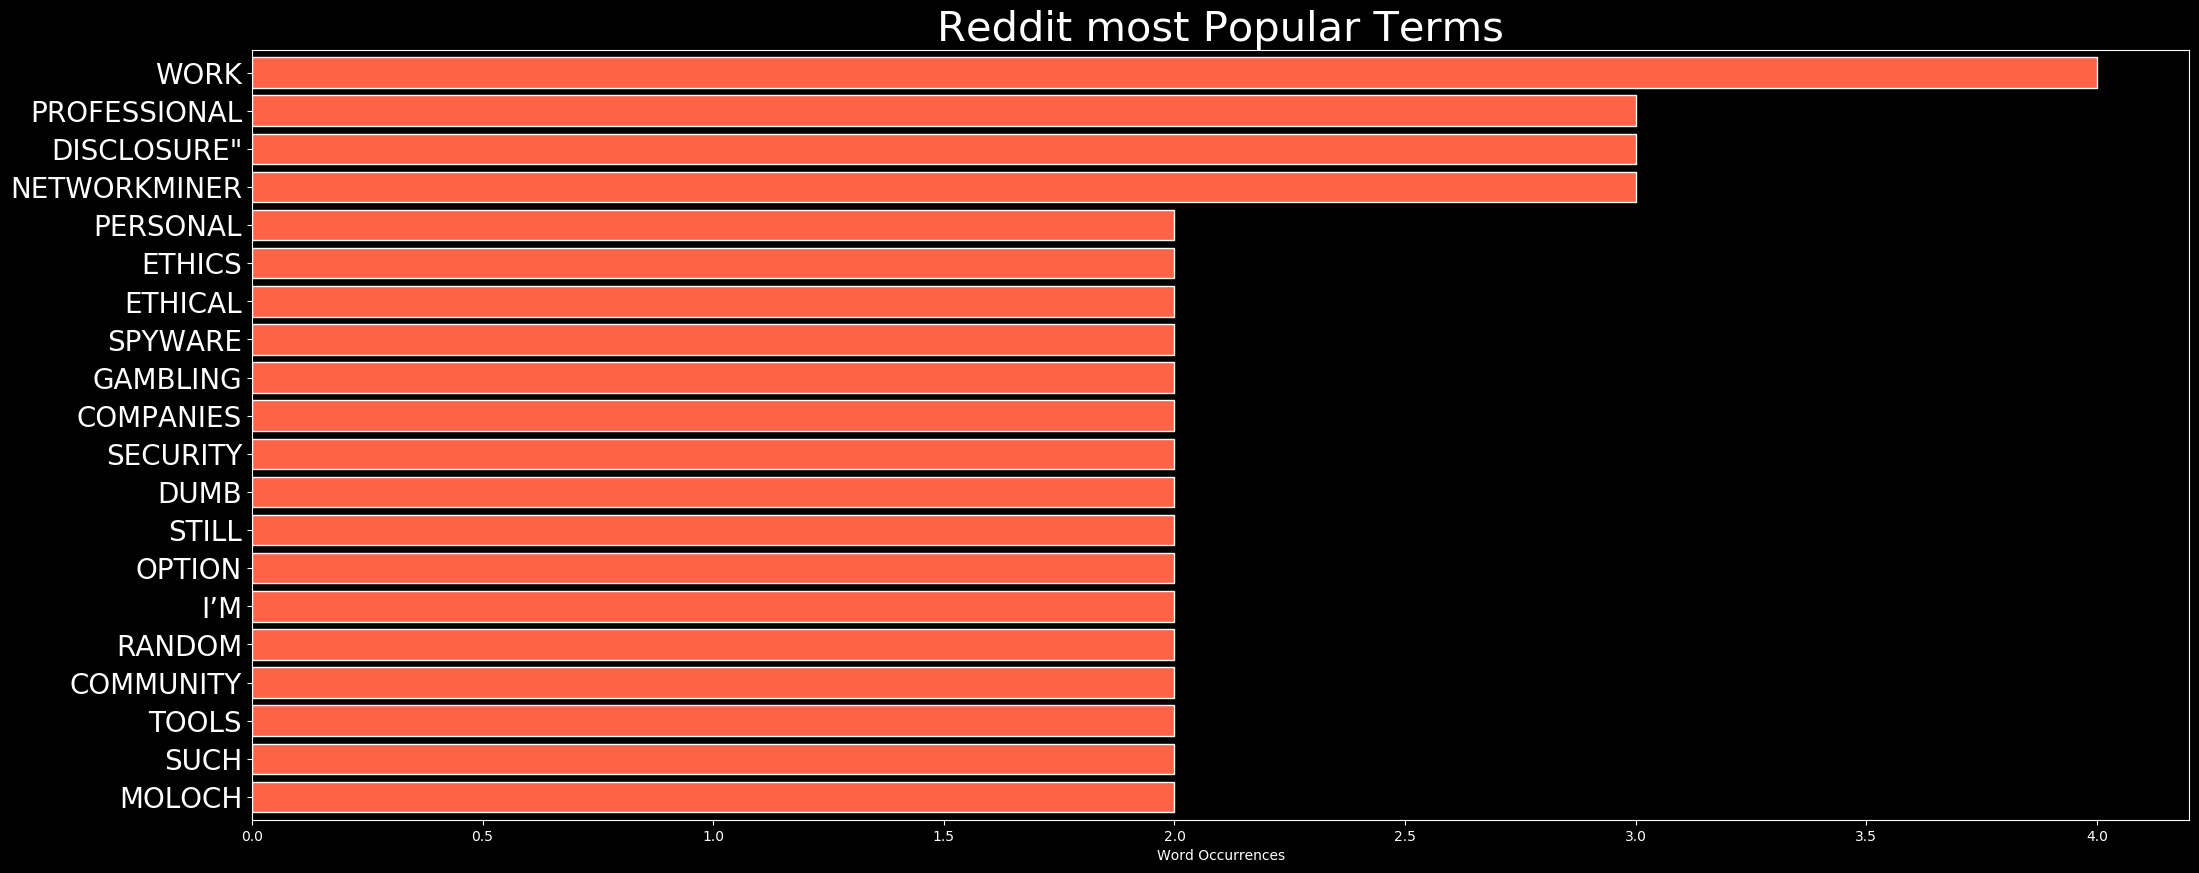 Reddit most Popular Terms
WORK
PROFESSIONAL
DISCLOSURE"
NETWORKMINER
PERSONAL
ETHICS
ETHICAL
SPYWARE
GAMBLING
COMPANIES
SECURITY
DUMB
STILL
OPTION
I’M
RANDOM
COMMUNITY
TOOLS
SUCH
MOLOCH
0.0 0.5 1.0 1.5 2.0 2.5 3.0 3.5 4.0
Word Occurrences